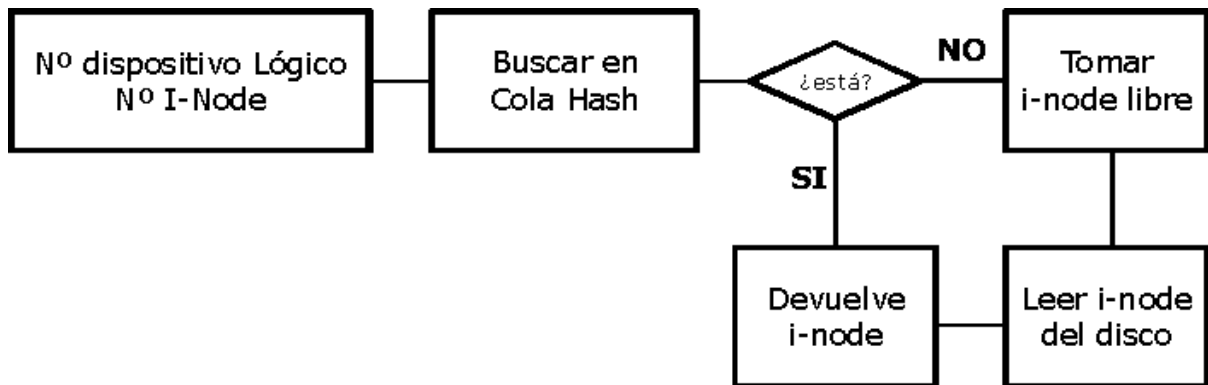 Nº dispositivo Lógico
Nº I-Node
Buscar en
Cola Hash
¿está?
NO
Tomar
i-node libre
SI
Devuelve
i-node
Leer i-node
del disco